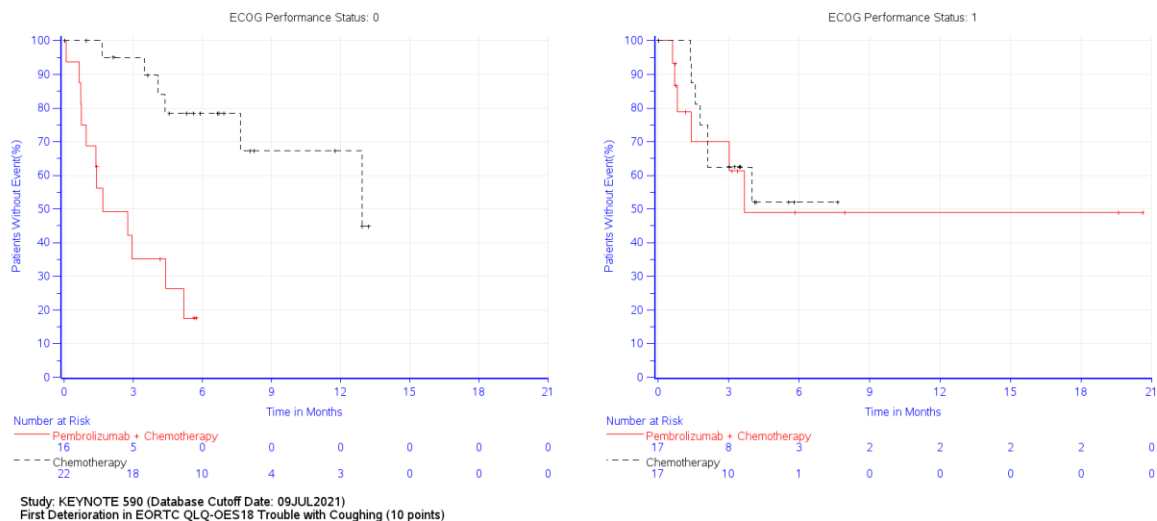 ECOG Performance Status: 0
100
90
80
70
60
50
40
30
20
10
0
Patients Without Event(%)
0 3 6 9 12 15 18 21
Time in Months
Number at Risk
Pembrolizumab + Chemotherapy
16 5 0 0 0 0 0 0
Chemotherapy
22 18 10 4 3 0 0 0
ECOG Performance Status: 1
100
90
80
70
60
50
40
30
20
10
0
Patients Without Event(%)
0 3 6 9 12 15 18 21
Time in Months
Number at Risk
Pembrolizumab + Chemotherapy
17 8 3 2 2 2 2 0
Chemotherapy
17 10 1 0 0 0 0 0
Study: KEYNOTE 590 (Database Cutoff Date: 09JUL2021)
First Deterioration in EORTC QLQ-OES18 Trouble with Coughing (10 points)